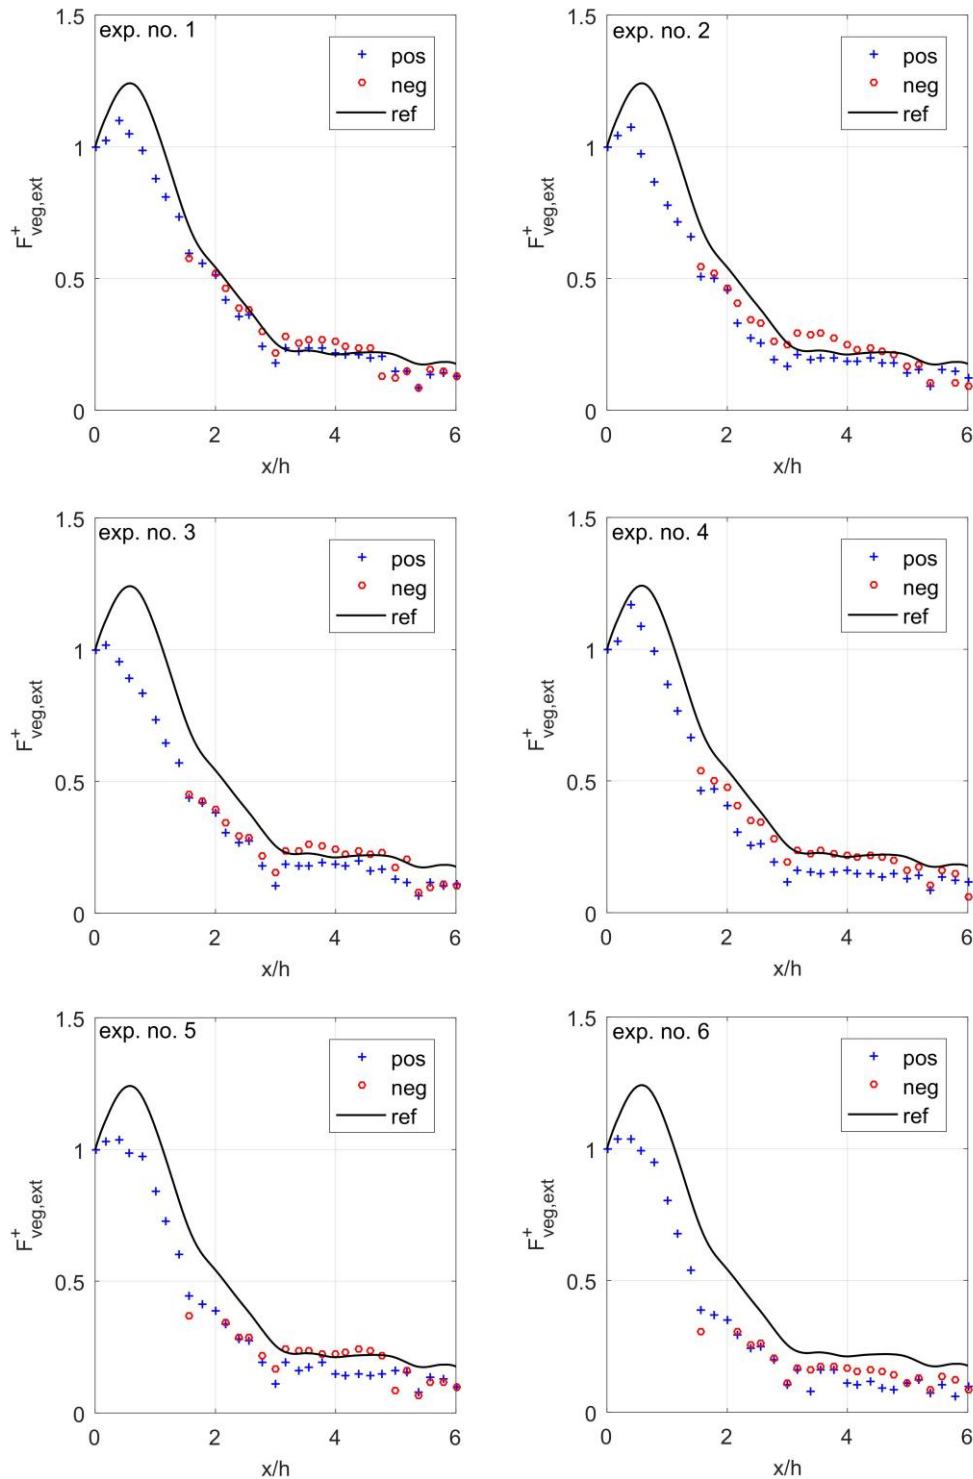 exp. no. 1
pos
neg
ref
1.5
1
0.5
0
0 2 4 6
x/h
F+veg,ext
exp. no. 2
pos
neg
ref
1.5
1
0.5
0
0 2 4 6
x/h
F+veg,ext
exp. no. 3
pos
neg
ref
1.5
1
0.5
0
0 2 4 6
x/h
F+veg,ext
exp. no. 4
pos
neg
ref
1.5
1
0.5
0
0 2 4 6
x/h
F+veg,ext
exp. no. 5
pos
neg
ref
1.5
1
0.5
0
0 2 4 6
x/h
F+veg,ext
exp. no. 6
pos
neg
ref
1.5
1
0.5
0
0 2 4 6
x/h
F+veg,ext